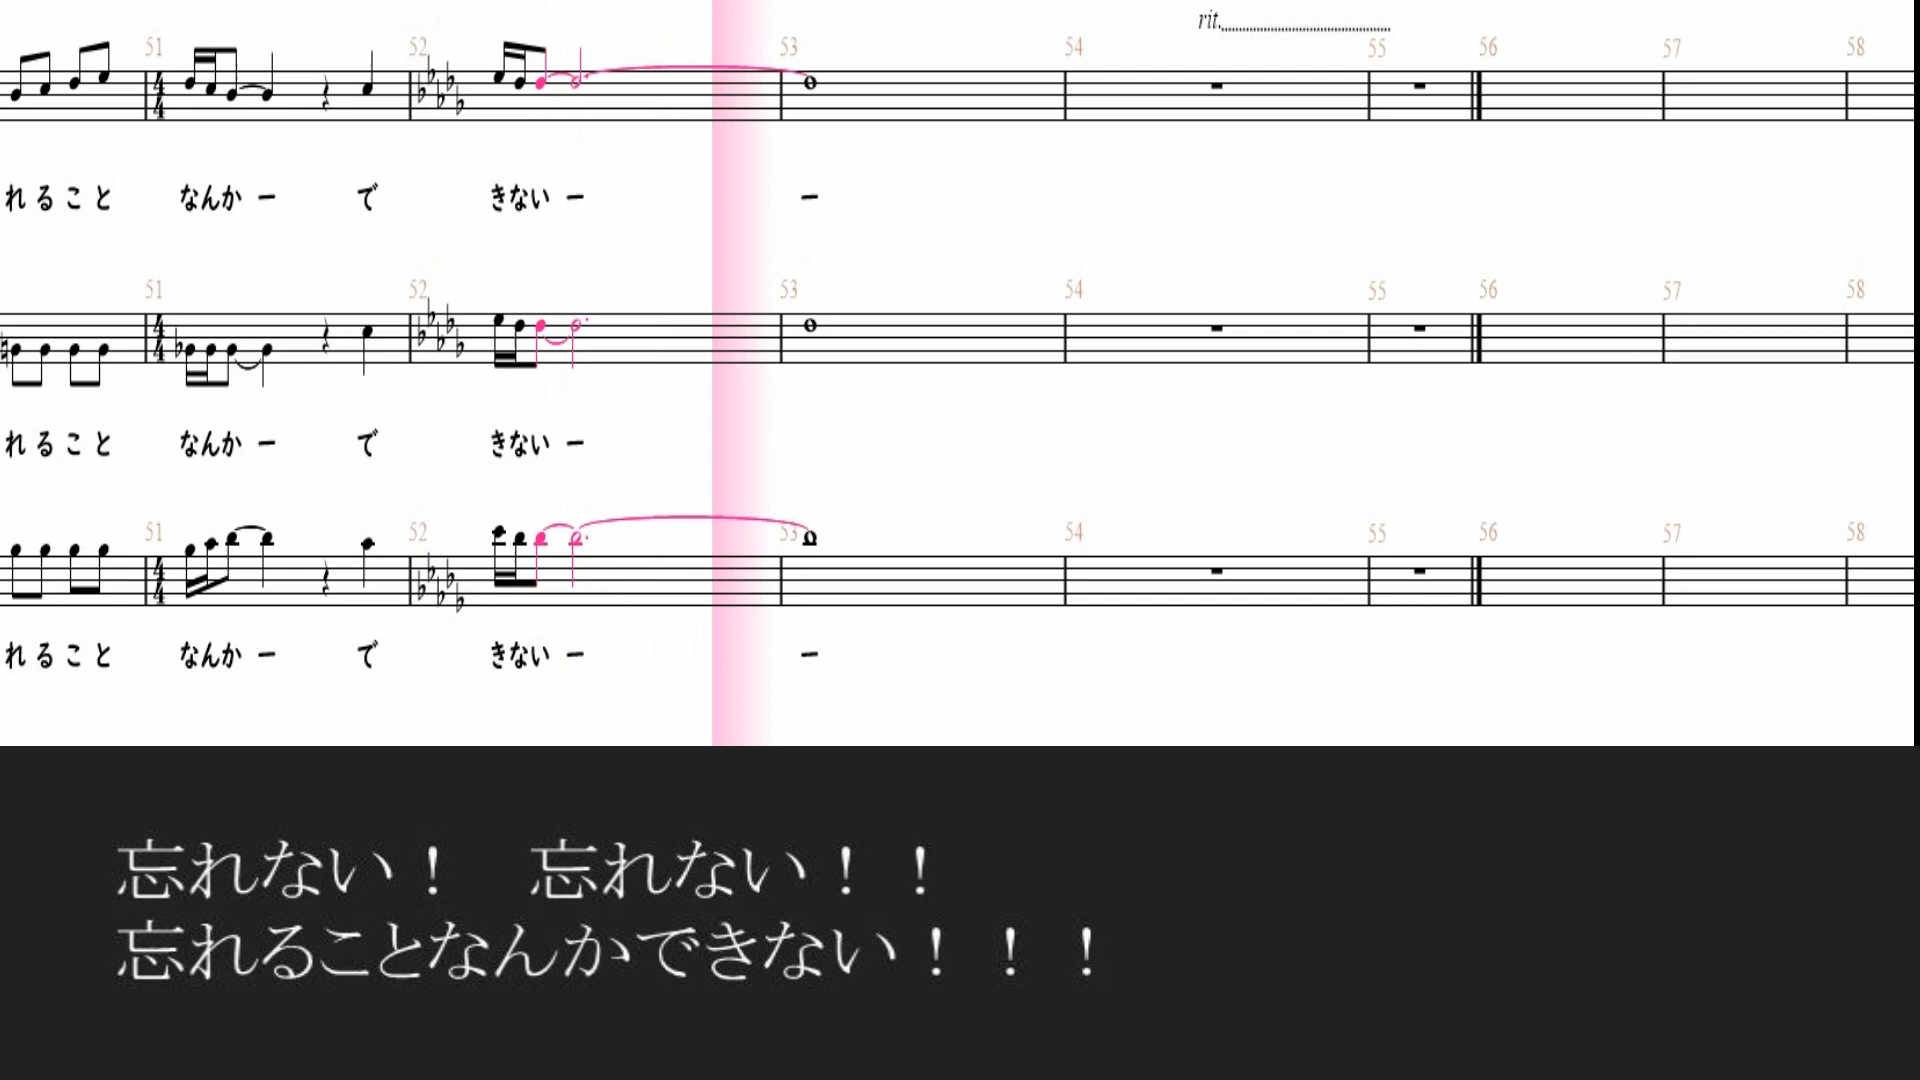 rit.
51 52 53 54 55 56 57 58
れ る こ と なんか ー で きない ー ー
51 52 53 54 55 56 57 58
れ る こ と なんか ー で きない ー
51 52 53 54 55 56 57 58
れ る こ と なんか ー で きない ー ー
忘れない！　忘れない！！
忘れることなんかできない！！！